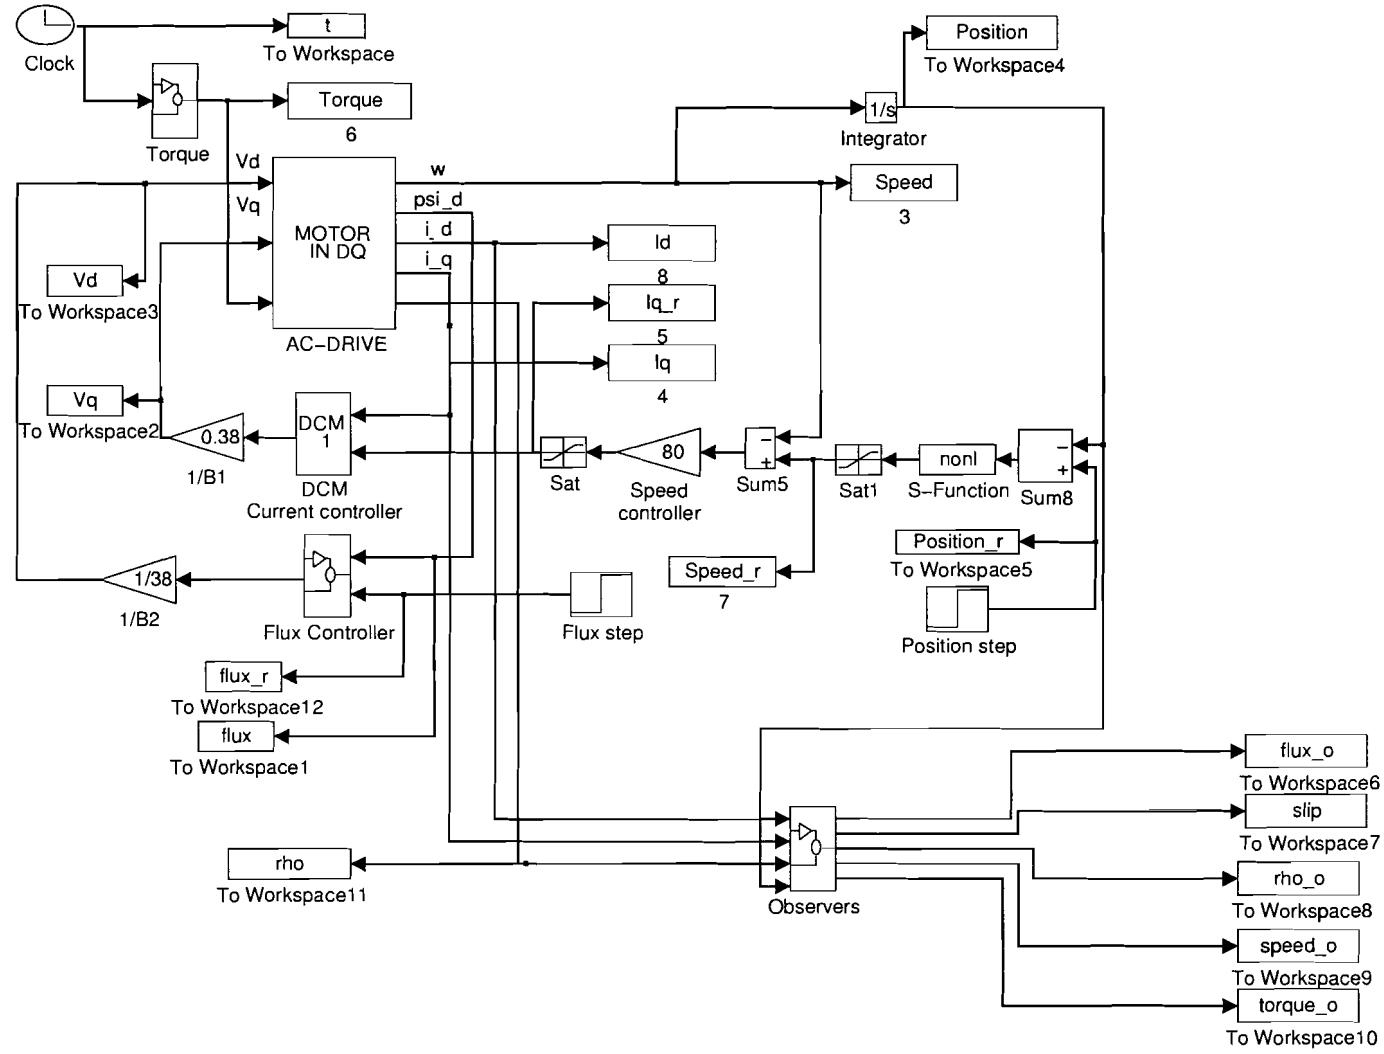 t
To Workspace
Clock
Position
To Workspace4
Torque
6
Torque
1/s
Integrator
Vd
Vq
w
psi_d
i_d
i_q
MOTOR
IN DQ
AC-DRIVE
Speed
3
Id
8
Iq_r
5
Iq
4
Vd
To Workspace3
Vq
To Workspace2
0.38
1/B1
DCM
1
DCM
Current controller
Sat
80
Speed
controller
−
+
Sum5
Sat1
nonl
S-Function
−
+
Sum8
Position_r
To Workspace5
Speed_r
7
1/38
1/B2
Flux Controller
Flux step
Position step
flux_r
To Workspace12
flux
To Workspace1
flux_o
To Workspace6
slip
To Workspace7
rho
To Workspace11
Observers
rho_o
To Workspace8
speed_o
To Workspace9
torque_o
To Workspace10